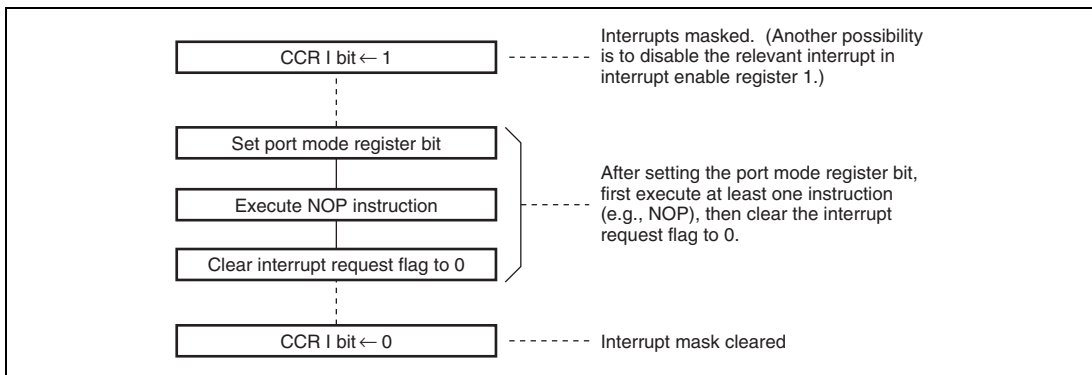 CCR I bit ← 1
Interrupts masked. (Another possibility
is to disable the relevant interrupt in
interrupt enable register 1.)
Set port mode register bit
Execute NOP instruction
Clear interrupt request flag to 0
After setting the port mode register bit,
first execute at least one instruction
(e.g., NOP), then clear the interrupt
request flag to 0.
CCR I bit ← 0
Interrupt mask cleared